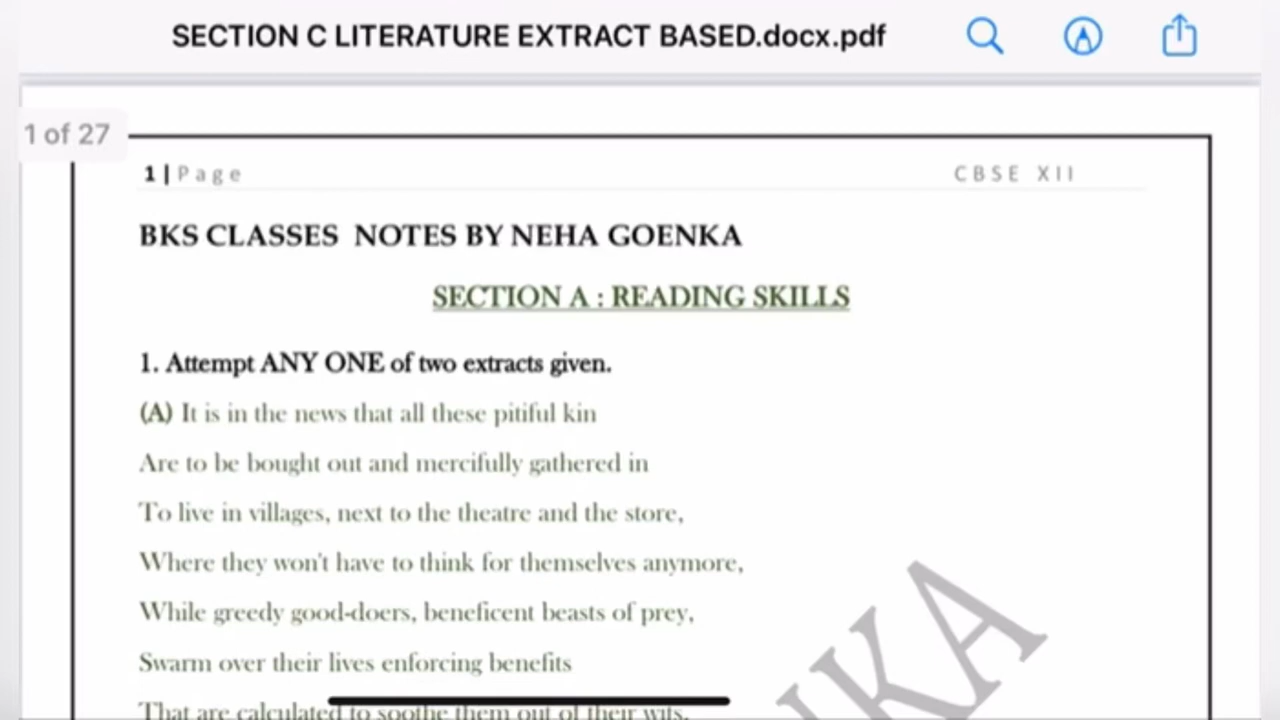 SECTION C LITERATURE EXTRACT BASED.docx.pdf
1 of 27
1 | Page CBSE XII
BKS CLASSES NOTES BY NEHA GOENKA
SECTION A : READING SKILLS
1. Attempt ANY ONE of two extracts given.
(A) It is in the news that all these pitiful kin
Are to be bought out and mercifully gathered in
To live in villages, next to the theatre and the store,
Where they won't have to think for themselves anymore,
While greedy good-doers, beneficent beasts of prey,
Swarm over their lives enforcing benefits
That are calculated to soothe them out of their wits,